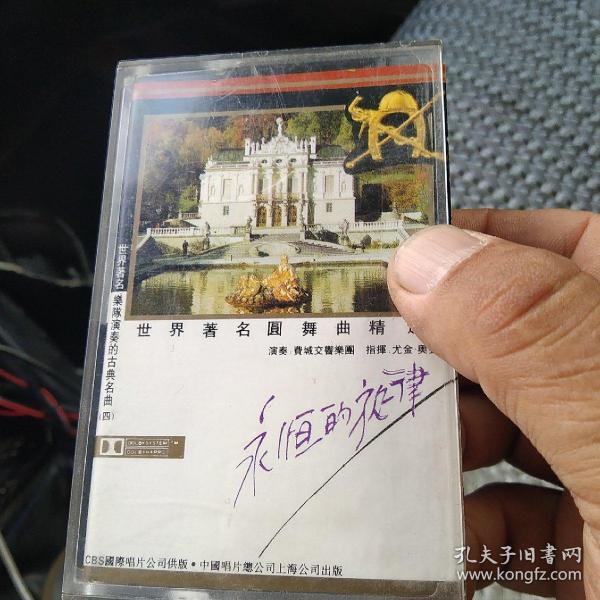 世界著名圓舞曲精
演奏：費城交響樂團 指揮：尤金·奧
永恒的旋律
世界著名樂隊演奏的古典名曲（四）
DOLBY SYSTEM TM
CBS國際唱片公司供版·中國唱片總公司上海公司出版
孔夫子旧书网
www.kongfz.com